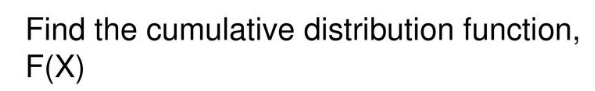 Find the cumulative distribution function,
F(X)